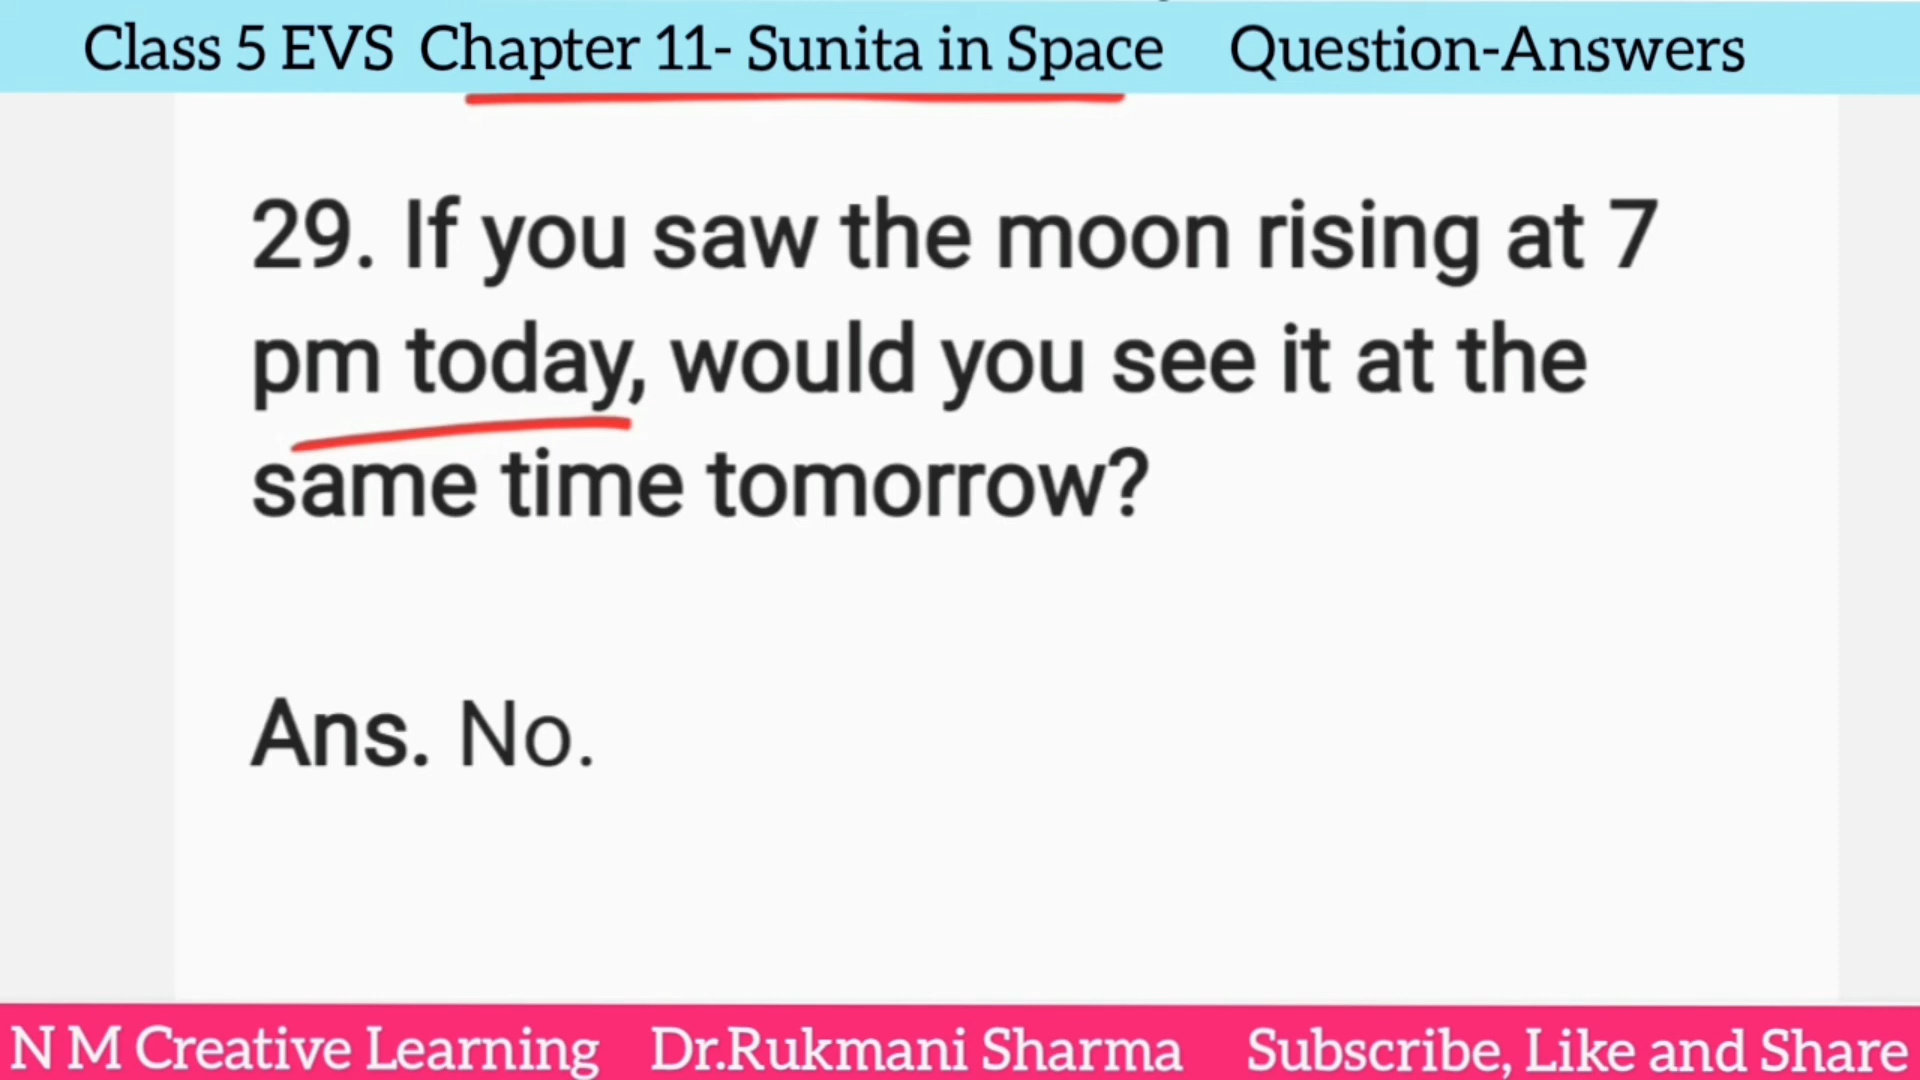 Class 5 EVS Chapter 11- Sunita in Space Question-Answers
29. If you saw the moon rising at 7
pm today, would you see it at the
same time tomorrow?
Ans. No.
N M Creative Learning Dr.Rukmani Sharma Subscribe, Like and Share